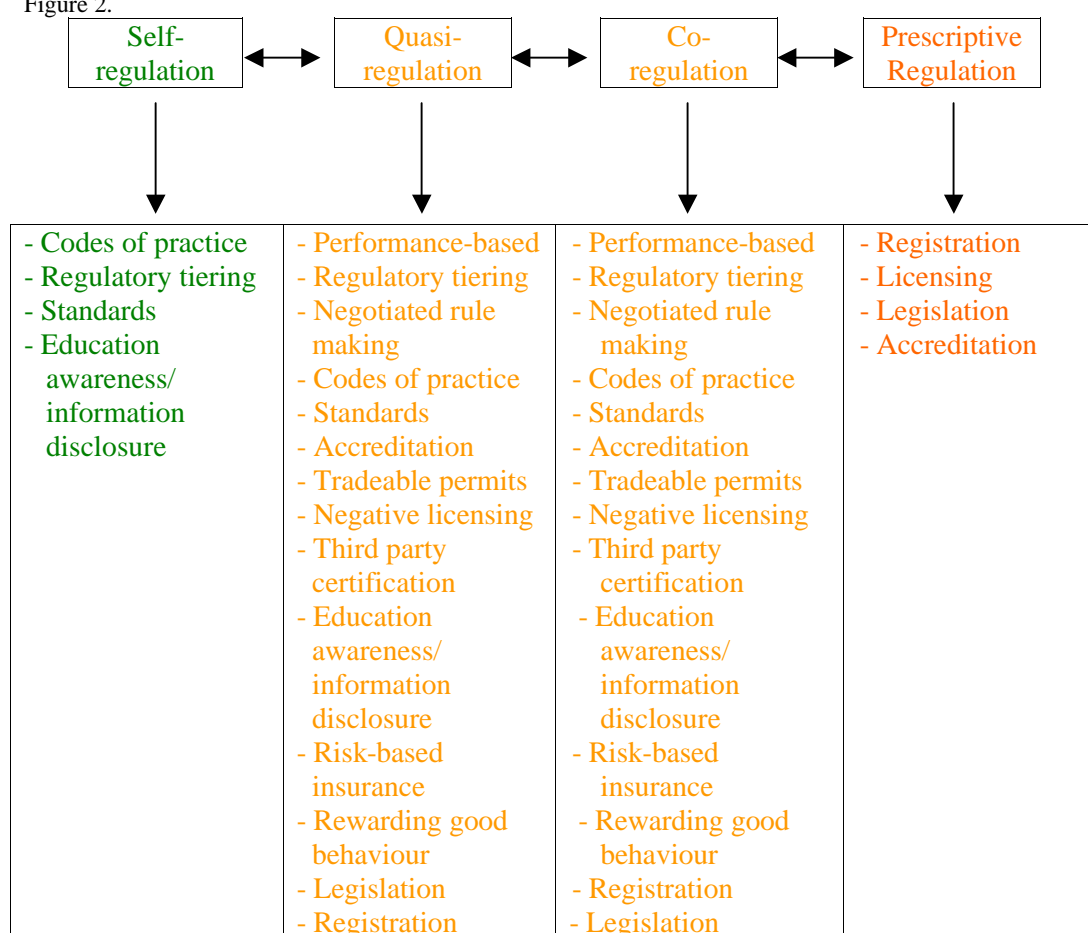 Figure 2.
Self-
regulation
Quasi-
regulation
Co-
regulation
Prescriptive
Regulation
- Codes of practice
- Regulatory tiering
- Standards
- Education
awareness/
information
disclosure
- Performance-based
- Regulatory tiering
- Negotiated rule
making
- Codes of practice
- Standards
- Accreditation
- Tradeable permits
- Negative licensing
- Third party
certification
- Education
awareness/
information
disclosure
- Risk-based
insurance
- Rewarding good
behaviour
- Legislation
- Registration
- Performance-based
- Regulatory tiering
- Negotiated rule
making
- Codes of practice
- Standards
- Accreditation
- Tradeable permits
- Negative licensing
- Third party
certification
- Education
awareness/
information
disclosure
- Risk-based
insurance
- Rewarding good
behaviour
- Registration
- Legislation
- Registration
- Licensing
- Legislation
- Accreditation